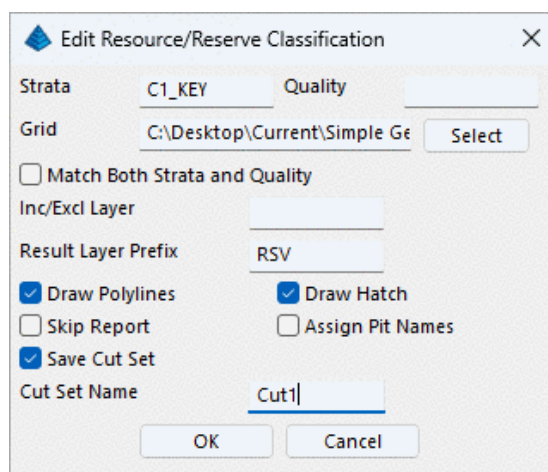 Edit Resource/Reserve Classification
Strata C1_KEY Quality
Grid C:\Desktop\Current\Simple Ge Select
Match Both Strata and Quality
Inc/Excl Layer
Result Layer Prefix RSV
Draw Polylines Draw Hatch
Skip Report Assign Pit Names
Save Cut Set
Cut Set Name Cut1
OK Cancel